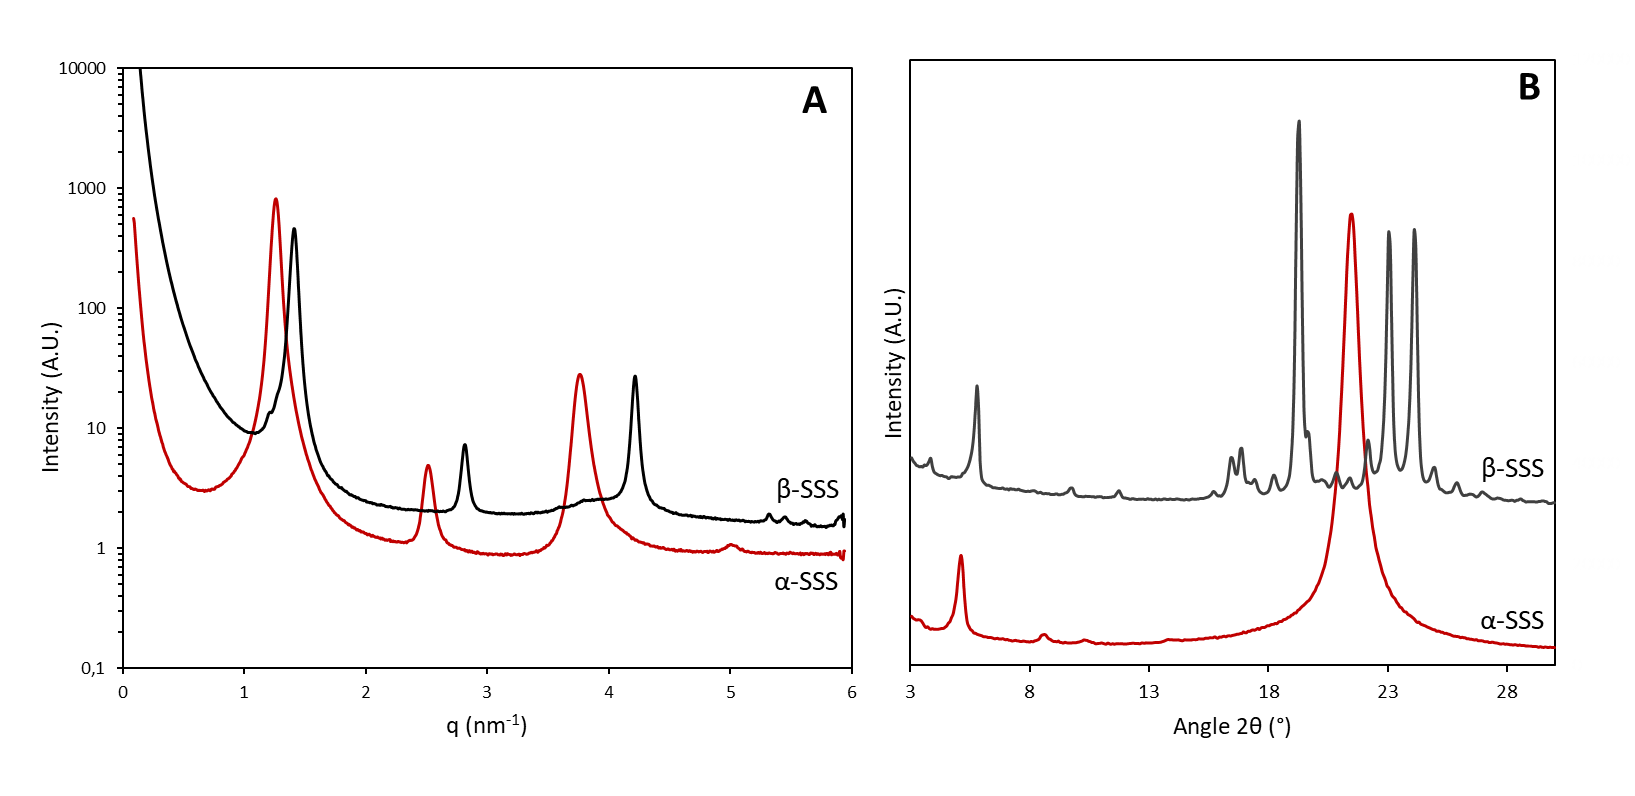 A
10000
1000
100
10
1
0,1
Intensity (A.U.)
β-SSS
α-SSS
0 1 2 3 4 5 6
q (nm-1)
B
Intensity (A.U.)
β-SSS
α-SSS
3 8 13 18 23 28
Angle 2θ (°)